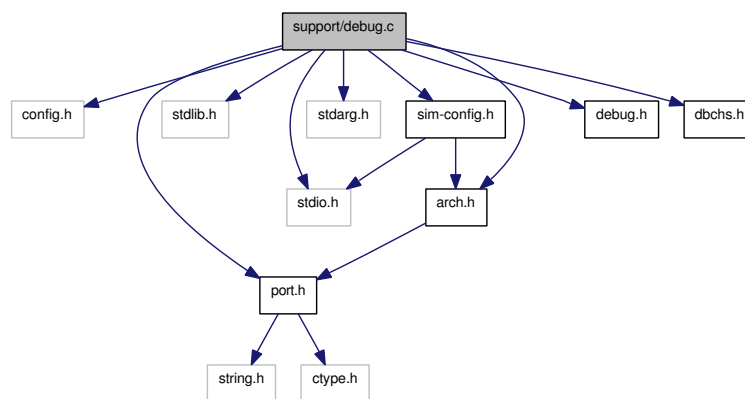 support/debug.c
config.h
stdlib.h
stdarg.h
sim-config.h
debug.h
dbchs.h
stdio.h
arch.h
port.h
string.h
ctype.h